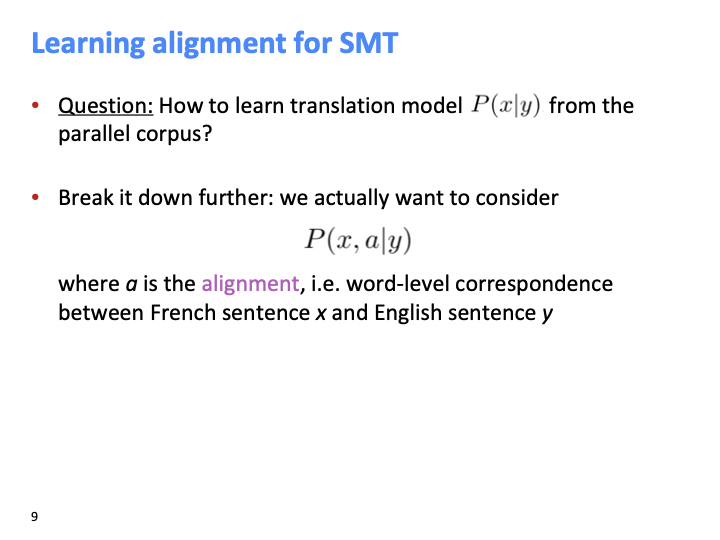 Learning alignment for SMT
• Question: How to learn translation model P(x|y) from the
parallel corpus?
• Break it down further: we actually want to consider
P(x, a|y)
where a is the alignment, i.e. word-level correspondence
between French sentence x and English sentence y
9